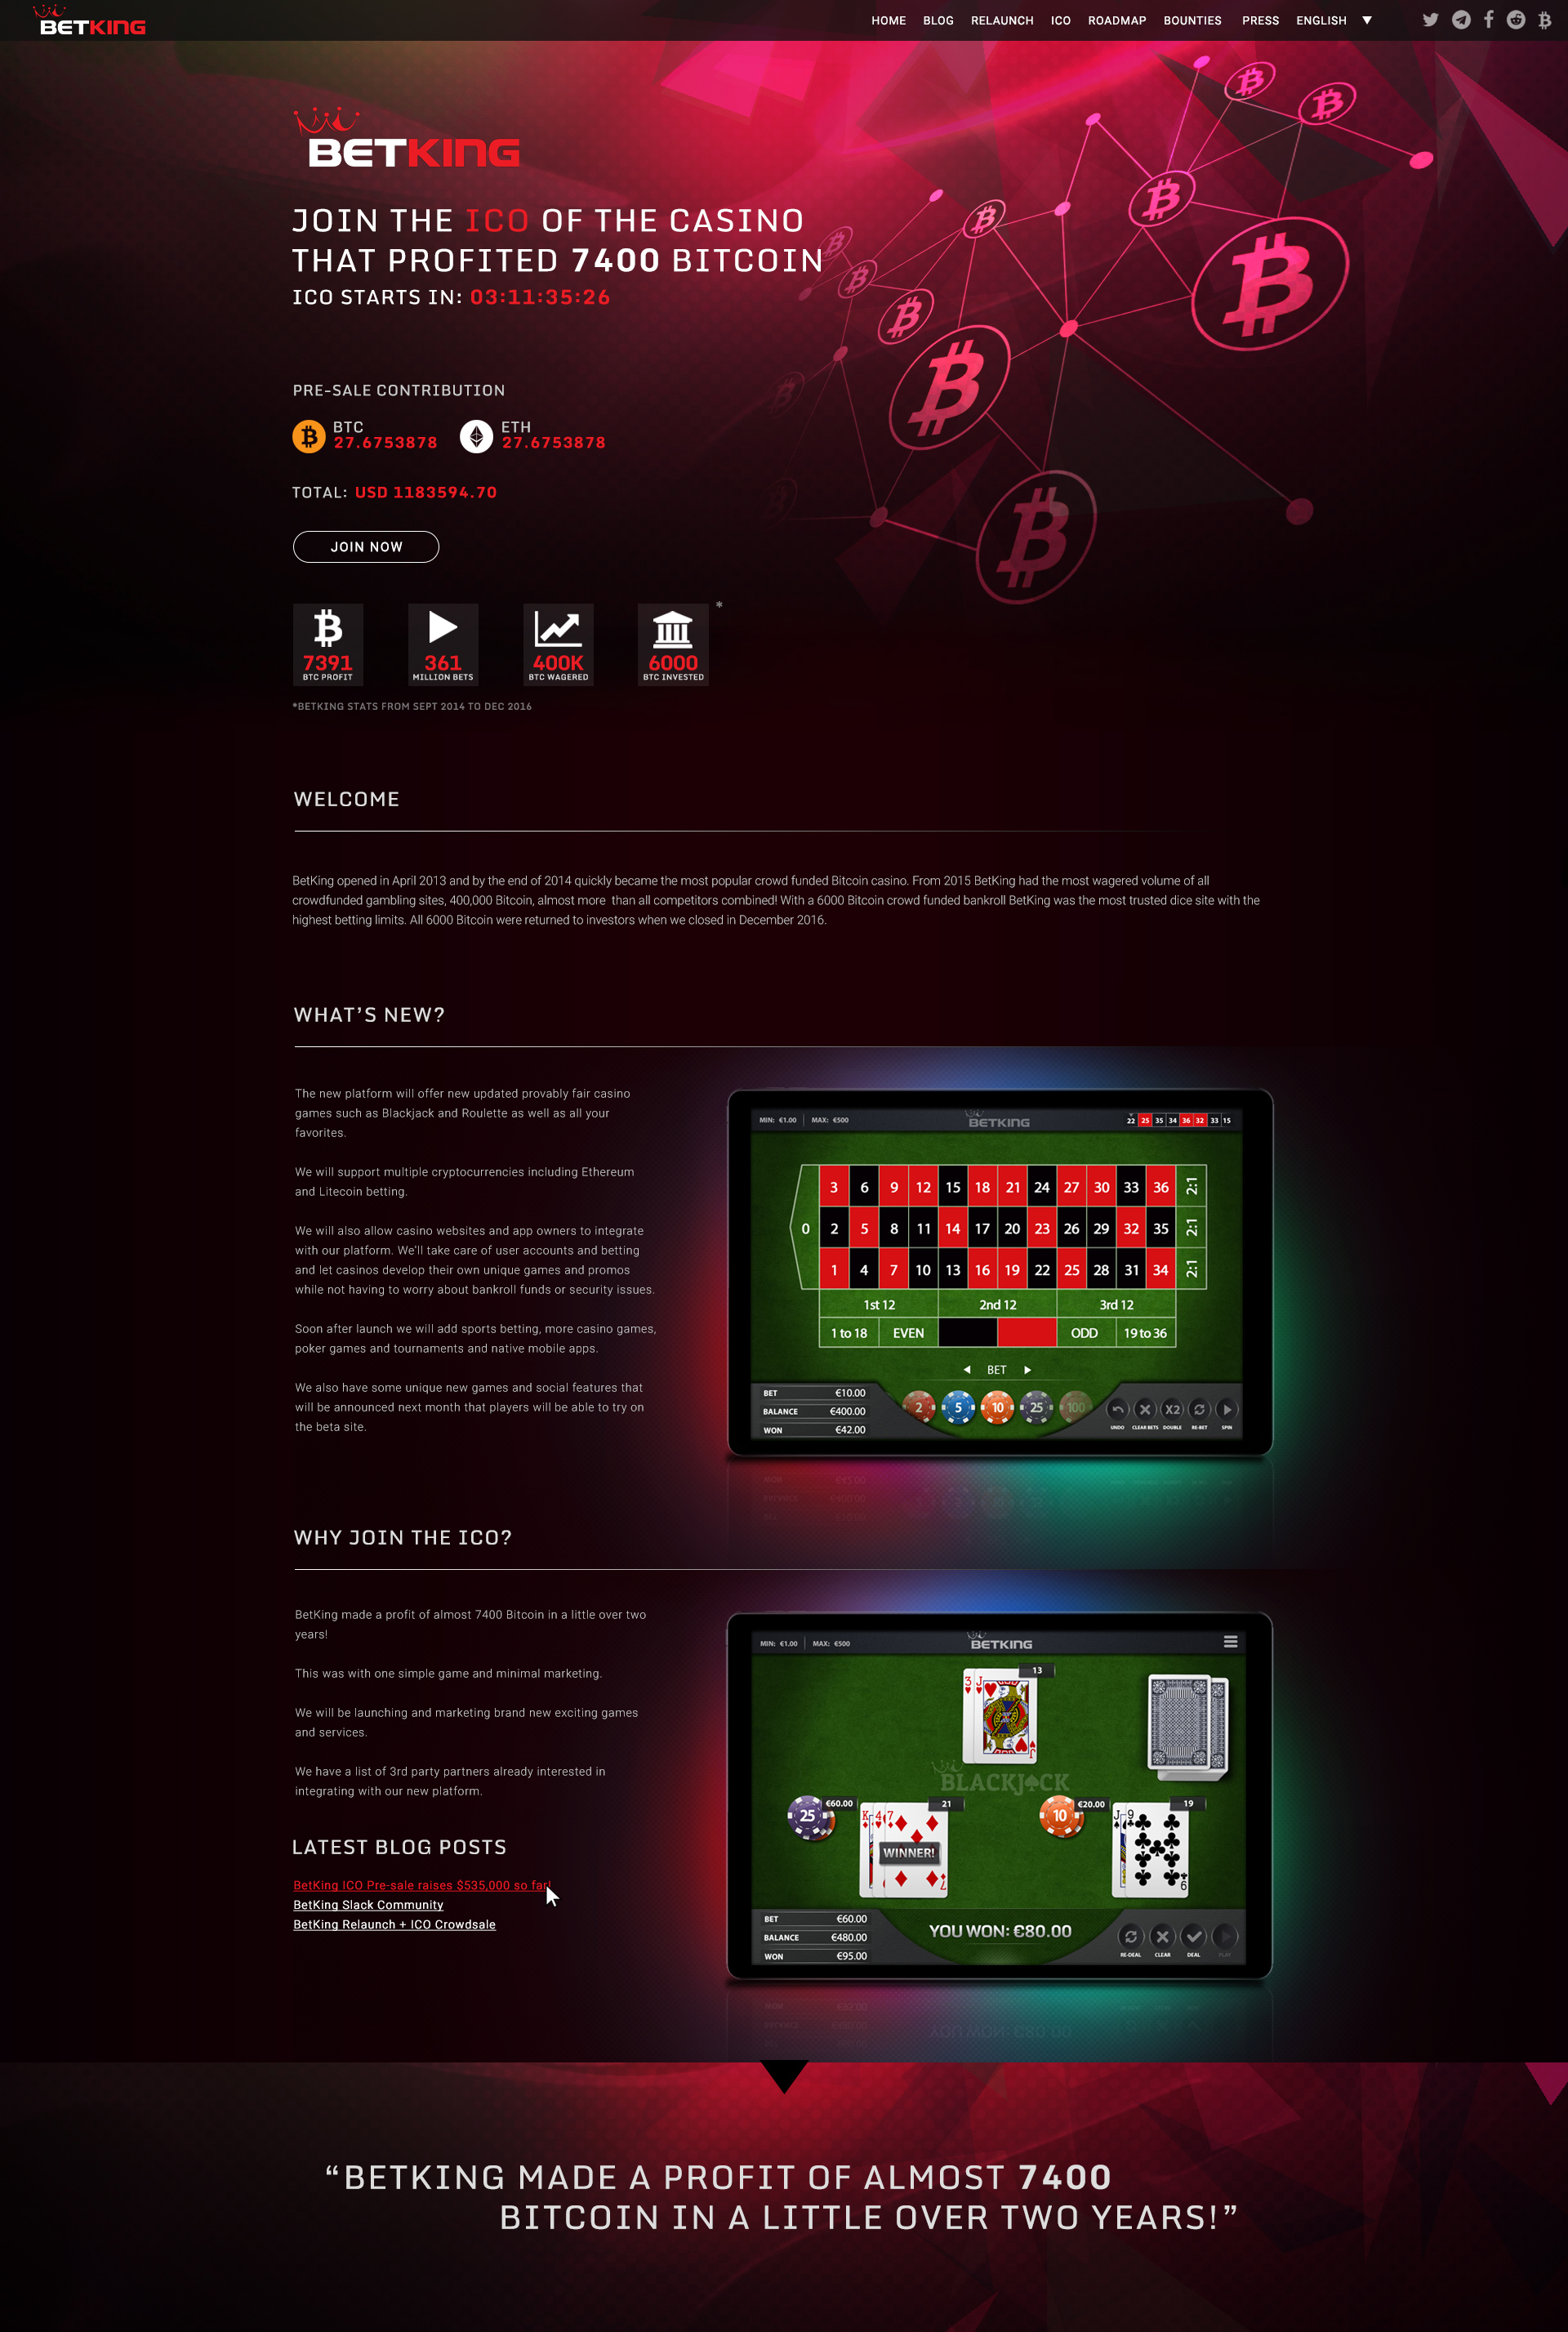 BETKING
HOME BLOG RELAUNCH ICO ROADMAP BOUNTIES PRESS ENGLISH
BETKING
JOIN THE ICO OF THE CASINO
THAT PROFITED 7400 BITCOIN
ICO STARTS IN: 03:11:35:26
PRE-SALE CONTRIBUTION
BTC
27.6753878
ETH
27.6753878
TOTAL: USD 1183594.70
JOIN NOW
7391
BTC PROFIT
361
MILLION BETS
400K
BTC WAGERED
6000
BTC INVESTED
*
*BETKING STATS FROM SEPT 2014 TO DEC 2016
WELCOME
BetKing opened in April 2013 and by the end of 2014 quickly became the most popular crowd funded Bitcoin casino. From 2015 BetKing had the most wagered volume of all
crowdfunded gambling sites, 400,000 Bitcoin, almost more than all competitors combined! With a 6000 Bitcoin crowd funded bankroll BetKing was the most trusted dice site with the
highest betting limits. All 6000 Bitcoin were returned to investors when we closed in December 2016.
WHAT'S NEW?
The new platform will offer new updated provably fair casino
games such as Blackjack and Roulette as well as all your
favorites.
We will support multiple cryptocurrencies including Ethereum
and Litecoin betting.
We will also allow casino websites and app owners to integrate
with our platform. We'll take care of user accounts and betting
and let casinos develop their own unique games and promos
while not having to worry about bankroll funds or security issues.
Soon after launch we will add sports betting, more casino games,
poker games and tournaments and native mobile apps.
We also have some unique new games and social features that
will be announced next month that players will be able to try on
the beta site.
MIN: €1.00 MAX: €500
BETKING
22 25 35 34 36 32 33 15
3 6 9 12 15 18 21 24 27 30 33 36 2:1
0 2 5 8 11 14 17 20 23 26 29 32 35 2:1
1 4 7 10 13 16 19 22 25 28 31 34 2:1
1st 12 2nd 12 3rd 12
1 to 18 EVEN ODD 19 to 36
BET
BET €10.00
BALANCE €400.00
WON €42.00
2 5 10 25 100
X2
UNDO CLEAR BETS DOUBLE RE-BET SPIN
WHY JOIN THE ICO?
BetKing made a profit of almost 7400 Bitcoin in a little over two
years!
This was with one simple game and minimal marketing.
We will be launching and marketing brand new exciting games
and services.
We have a list of 3rd party partners already interested in
integrating with our new platform.
LATEST BLOG POSTS
BetKing ICO Pre-sale raises $535,000 so far!
BetKing Slack Community
BetKing Relaunch + ICO Crowdsale
MIN: €1.00 MAX: €500
BETKING
3 J 13
J
BLACKJACK
25 €60.00
K 4 7 21
WINNER!
10 €20.00
J 9 19
9
BET €60.00
BALANCE €480.00
WON €95.00
YOU WON: €80.00
RE-DEAL CLEAR DEAL PLAY
“BETKING MADE A PROFIT OF ALMOST 7400
BITCOIN IN A LITTLE OVER TWO YEARS!”